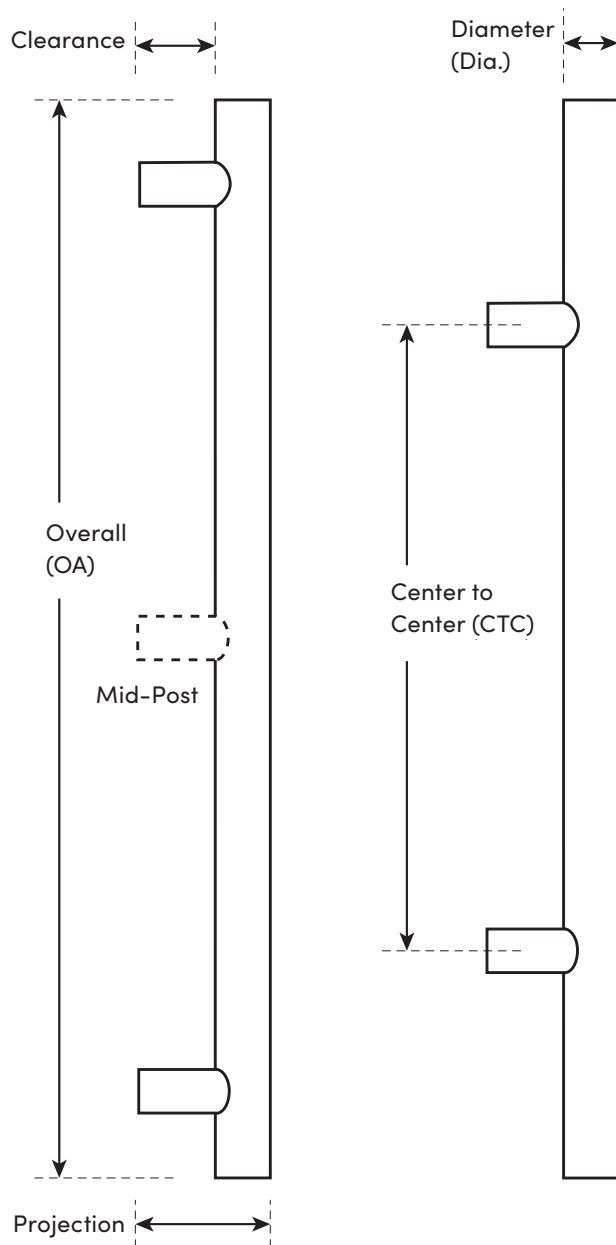 Clearance
Diameter
(Dia.)
Overall
(OA)
Center to
Center (CTC)
Mid-Post
Projection